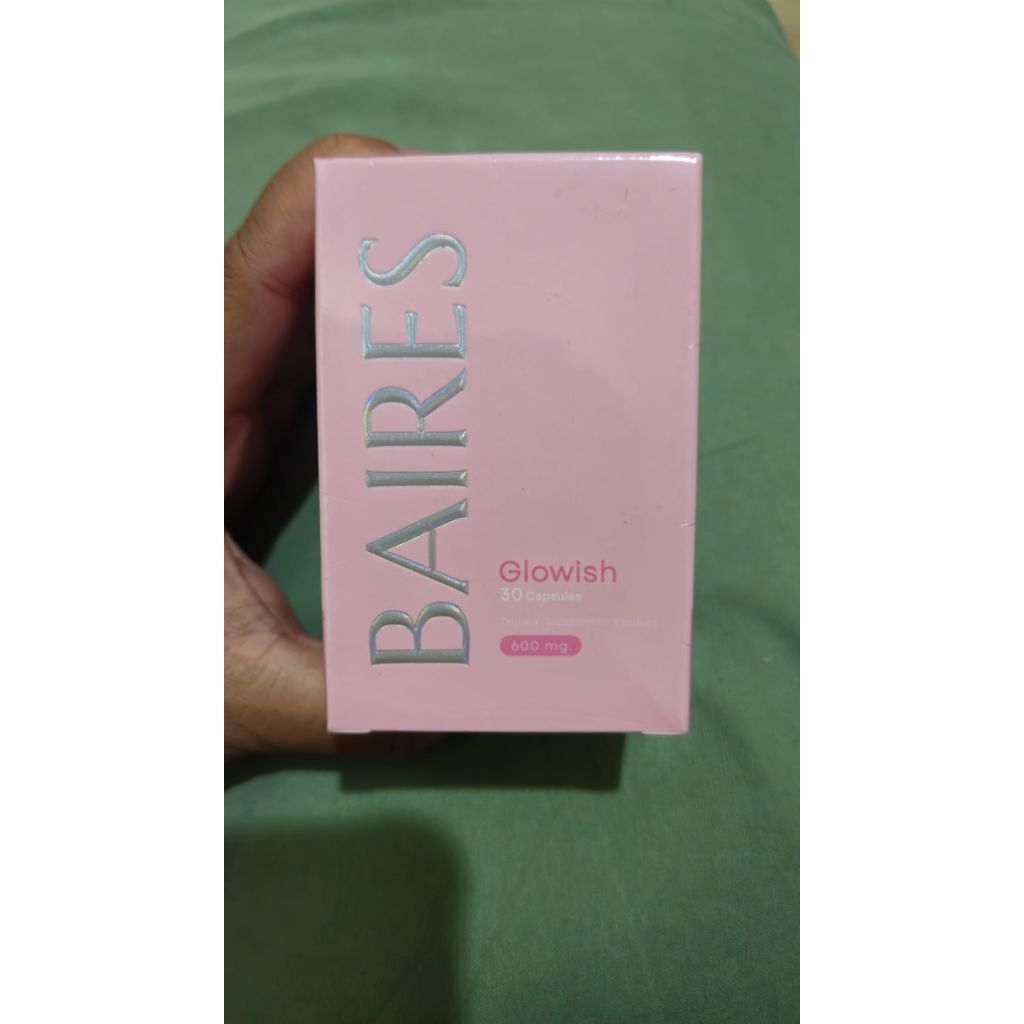 BAIRES
Glowish
30 Capsules
Dietary Supplement Product
600 mg.